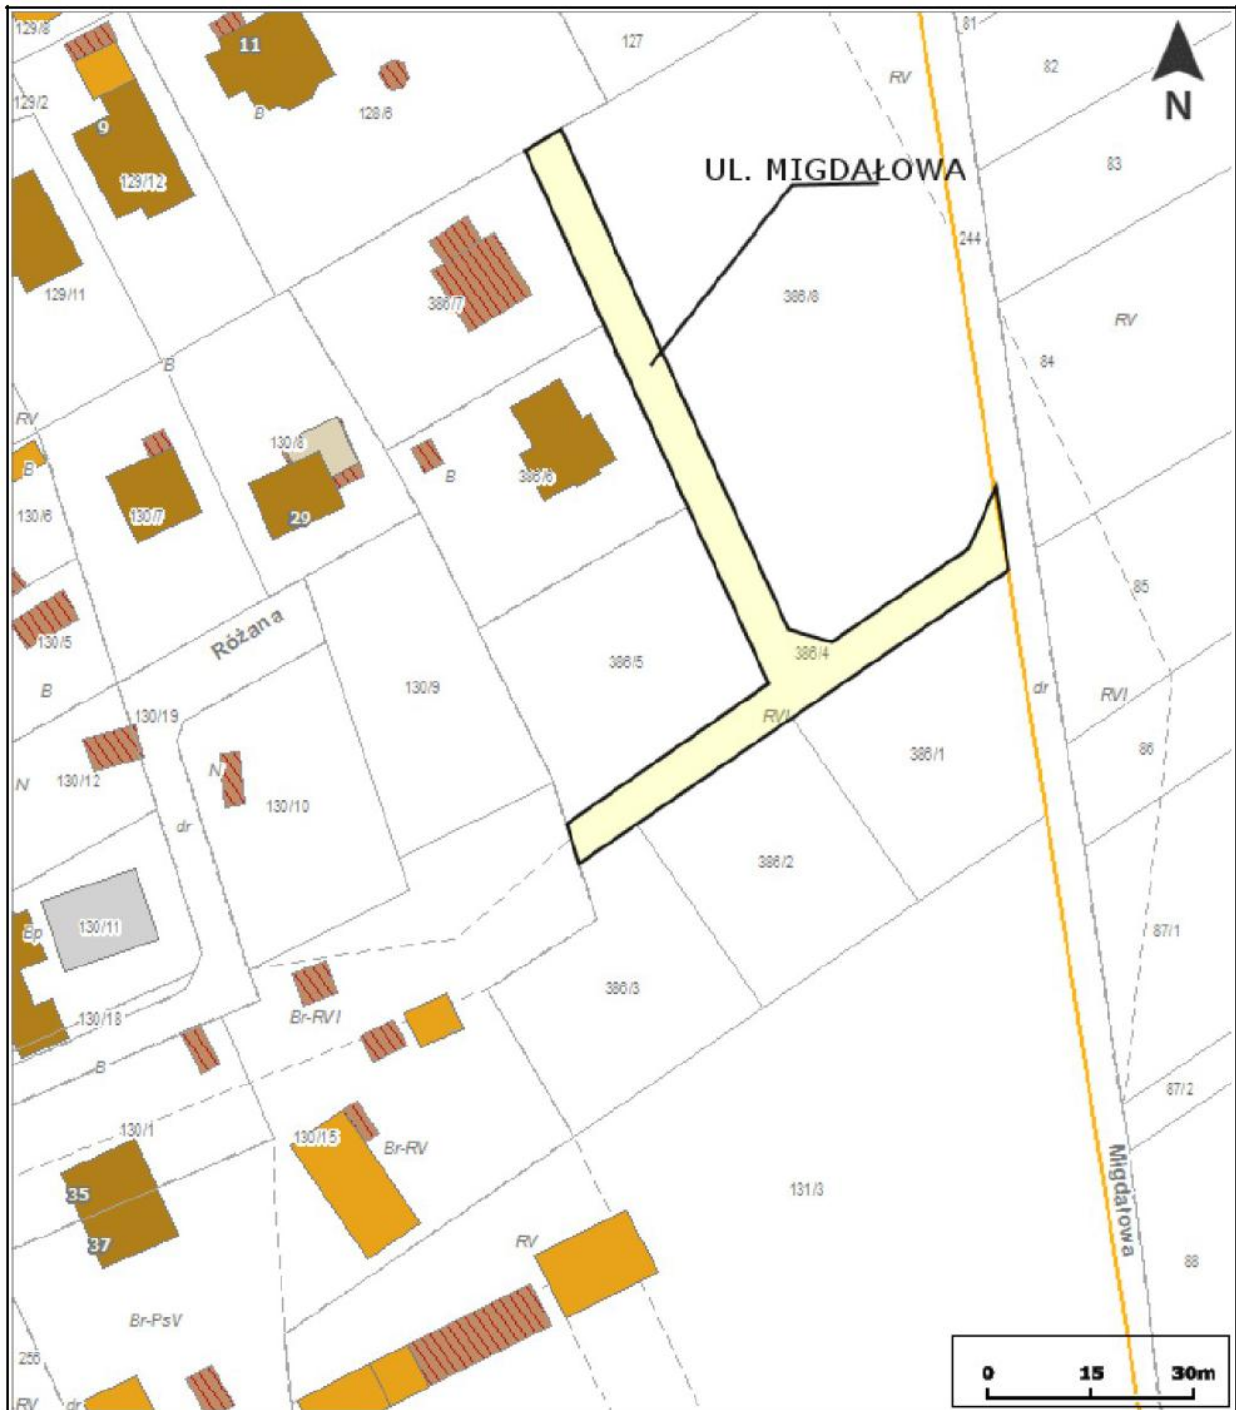 129/8
11
127
81
82
RV
N
129/2
9
B
128/6
129/12
UL. MIGDAŁOWA
83
244
129/11
386/7
386/8
RV
B
84
RV
B
130/8
B
386/6
130/6
130/7
29
85
130/5
Różana
386/5
386/4
B
130/9
dr
RVI
130/19
RVI
N
130/12
N
130/10
386/1
86
dr
386/2
Bp
130/11
87/1
386/3
130/18
Br-RVI
B
87/2
130/1
130/15
Br-RV
Migdałowa
35
131/3
37
RV
88
Br-PsV
256
RV
dr
0 15 30m